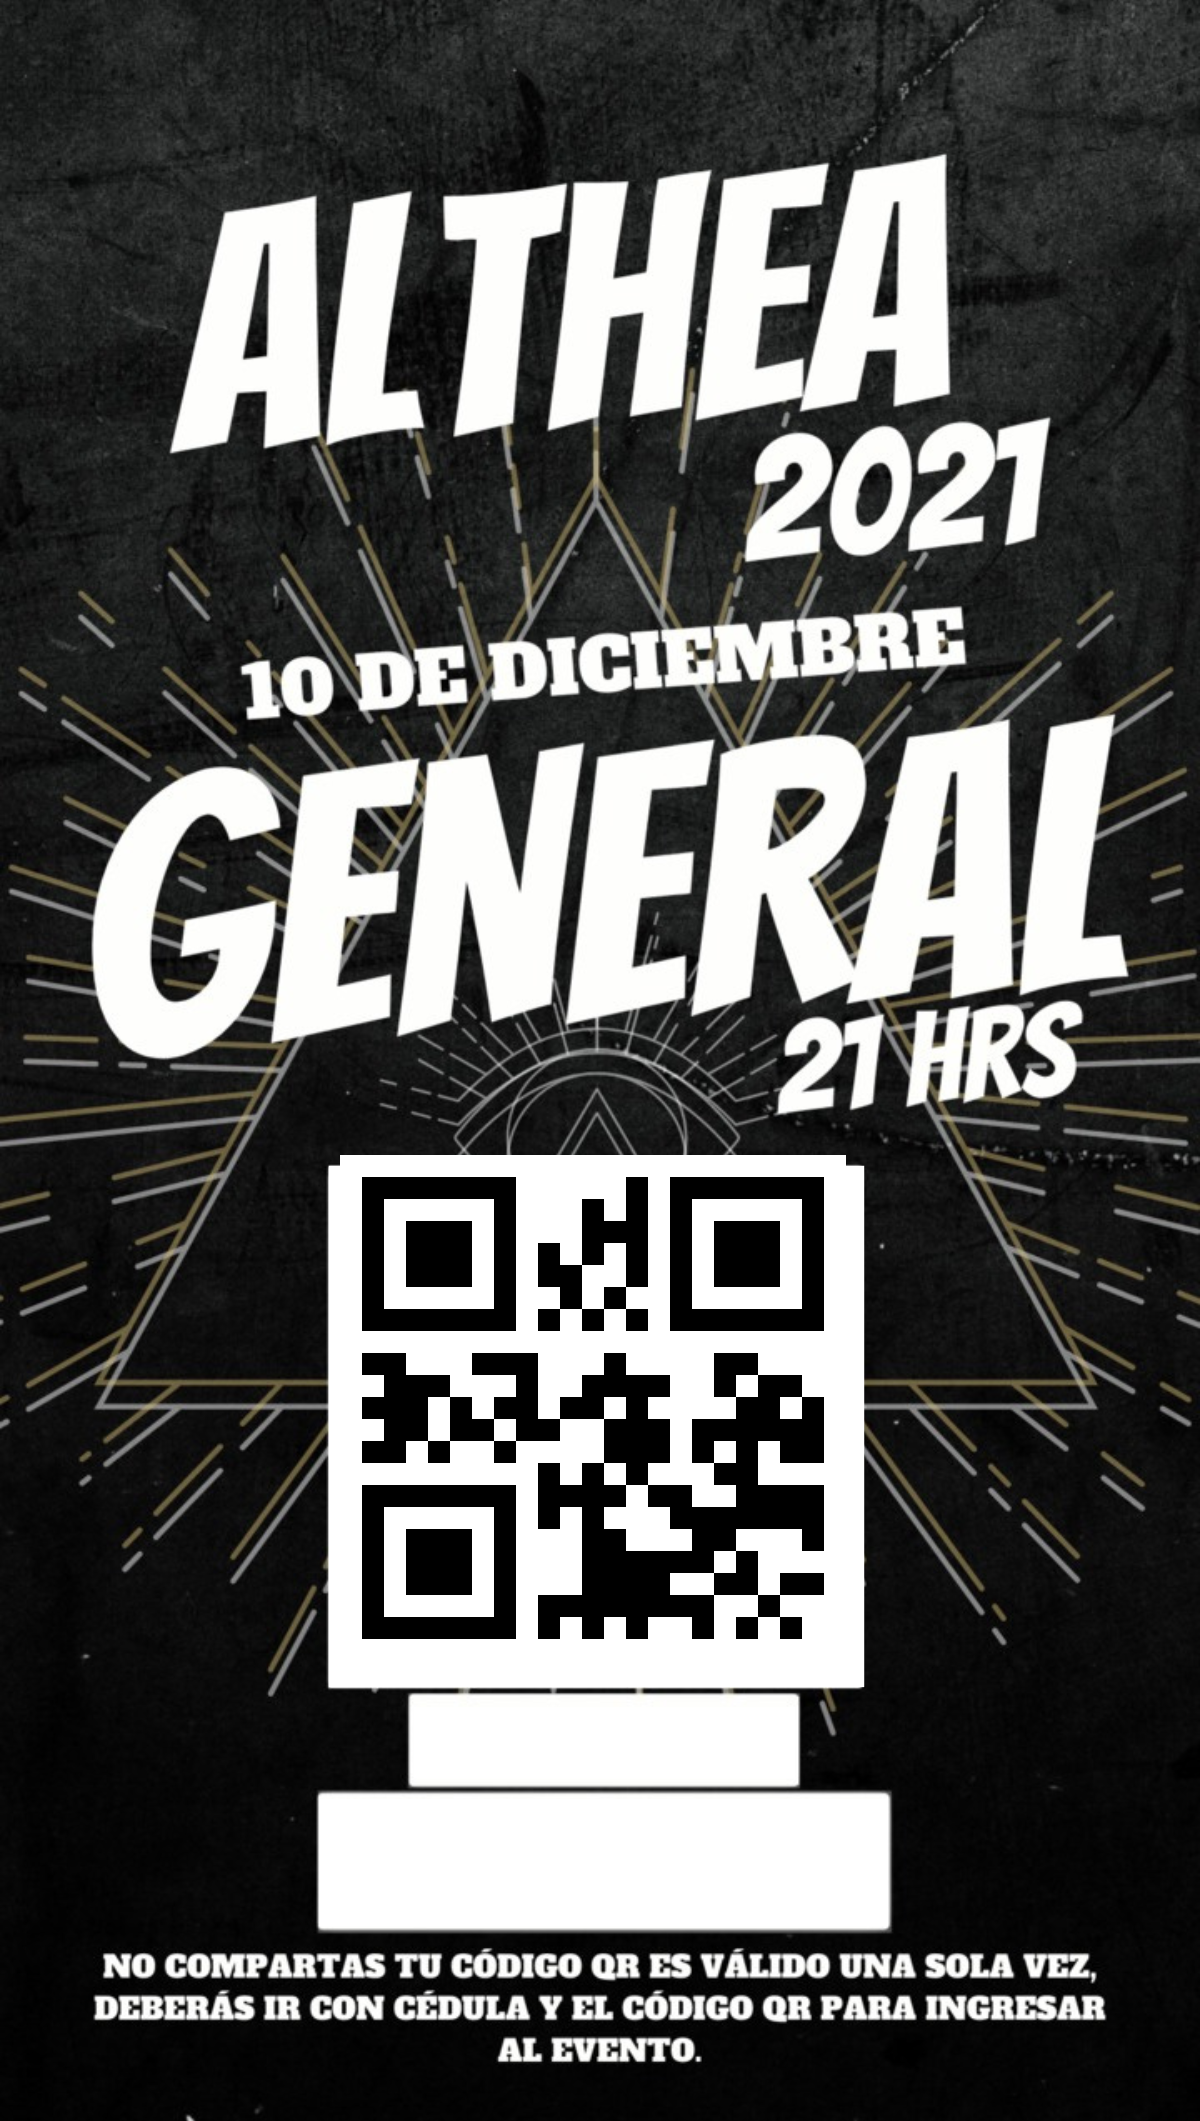 ALTHEA
2021
10 DE DICIEMBRE
GENERAL
21 HRS
NO COMPARTAS TU CÓDIGO QR ES VÁLIDO UNA SOLA VEZ,
DEBERÁS IR CON CÉDULA Y EL CÓDIGO QR PARA INGRESAR
AL EVENTO.